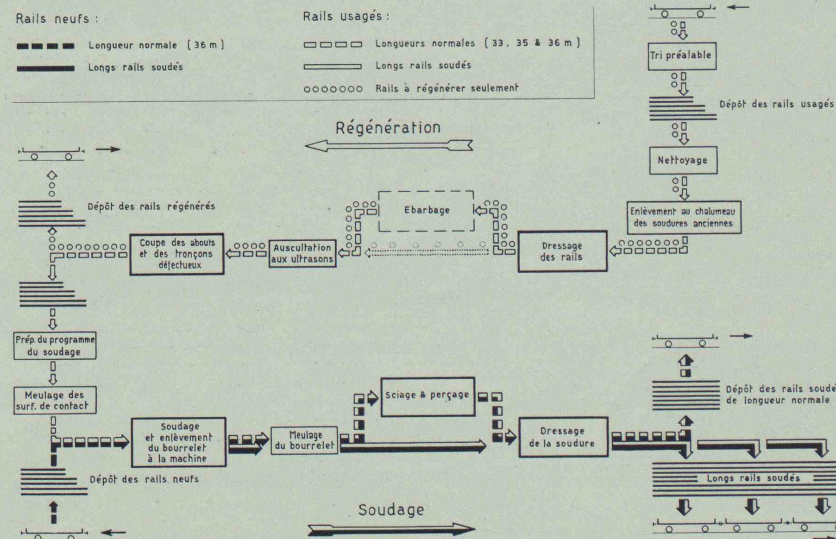 Rails neufs :
Longueur normale (36 m)
Longs rails soudés
Rails usagés :
Longueurs normales (33, 35 & 36 m)
Longs rails soudés
Rails à régénérer seulement
Tri préalable
Dépôt des rails usagés
Nettoyage
Enlèvement au chalumeau
des soudures anciennes
Régénération
Dépôt des rails régénérés
Ebarbage
Coupe des abouts
et des tronçons
défectueux
Auscultation
aux ultrasons
Dressage
des rails
Prép. du programme
du soudage
Meulage des
surf. de contact
Soudage
et enlèvement
du bourrelet
à la machine
Meulage
du bourrelet
Sciage & perçage
Dressage
de la soudure
Dépôt des rails soudé
de longueur normale
Dépôt des rails neufs
Longs rails soudés
Soudage